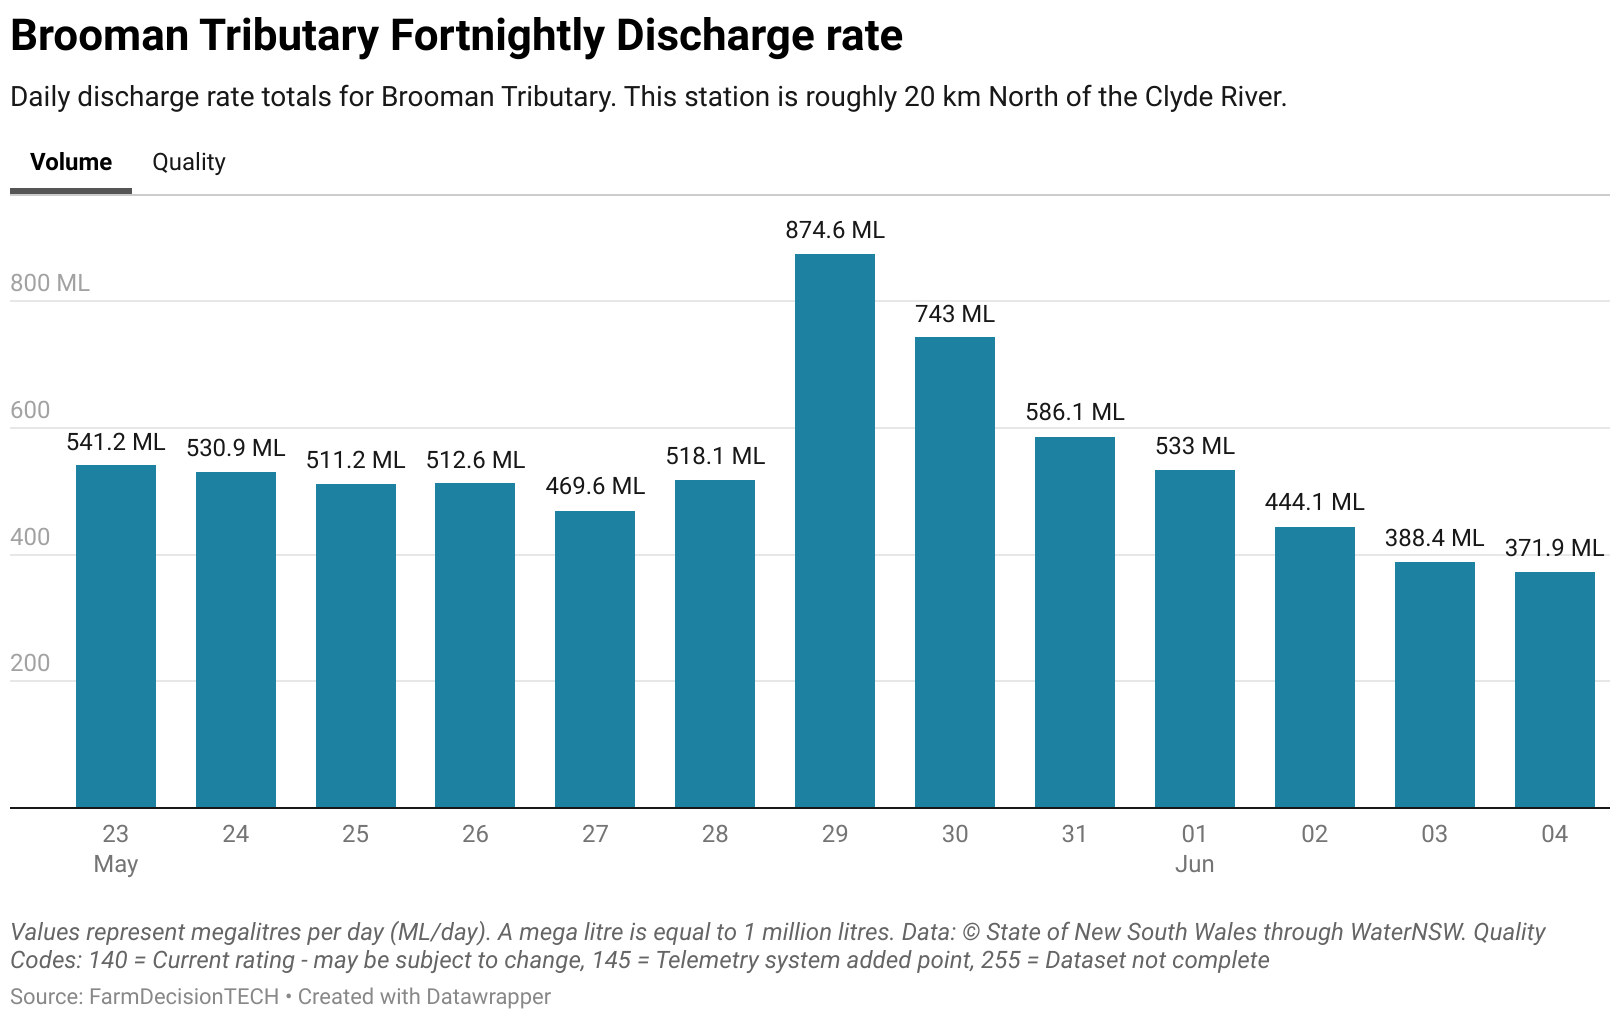 Brooman Tributary Fortnightly Discharge rate
Daily discharge rate totals for Brooman Tributary. This station is roughly 20 km North of the Clyde River.
Volume Quality
874.6 ML
800 ML
743 ML
600
586.1 ML
541.2 ML 530.9 ML 511.2 ML 512.6 ML 469.6 ML 518.1 ML 533 ML
444.1 ML
400
388.4 ML 371.9 ML
200
23 24 25 26 27 28 29 30 31 01 02 03 04
May Jun
Values represent megalitres per day (ML/day). A mega litre is equal to 1 million litres. Data: © State of New South Wales through WaterNSW. Quality
Codes: 140 = Current rating - may be subject to change, 145 = Telemetry system added point, 255 = Dataset not complete
Source: FarmDecisionTECH • Created with Datawrapper